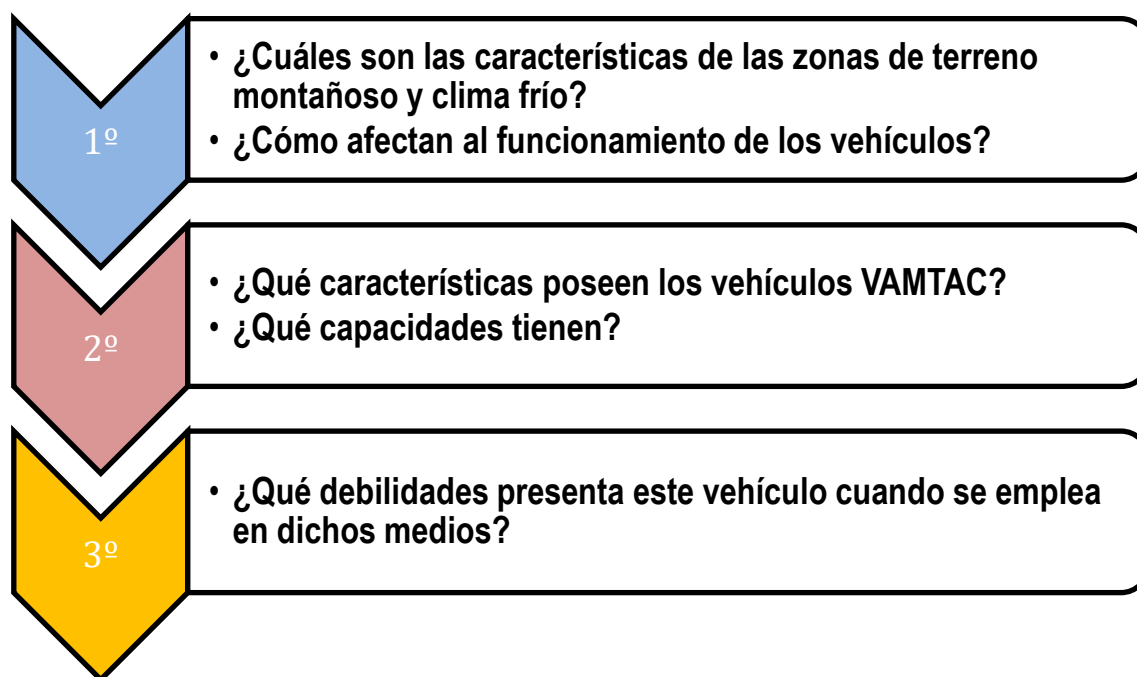 1º
• ¿Cuáles son las características de las zonas de terreno
montañoso y clima frío?
• ¿Cómo afectan al funcionamiento de los vehículos?
2º
• ¿Qué características poseen los vehículos VAMTAC?
• ¿Qué capacidades tienen?
3º
• ¿Qué debilidades presenta este vehículo cuando se emplea
en dichos medios?